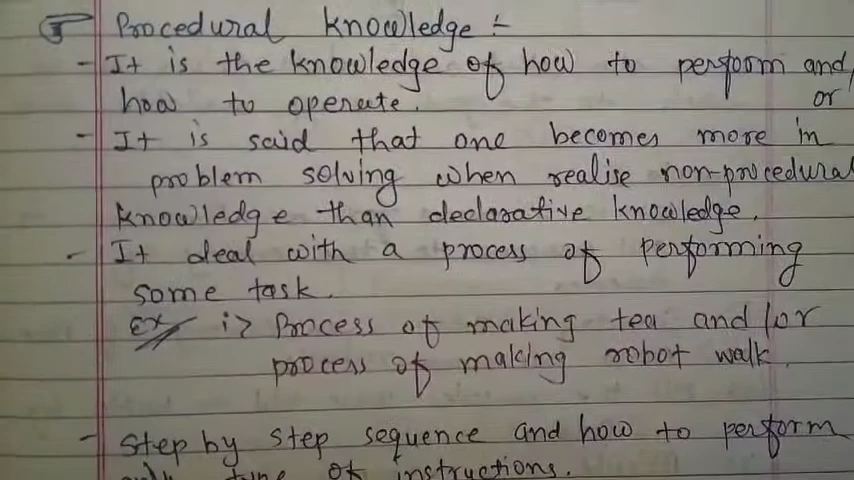 Procedural knowledge :-
- It is the knowledge of how to perform and
how to operate. or
- It is said that one becomes more in
problem solving when realise non-procedural
knowledge than declarative knowledge.
- It deal with a process of performing
some task.
Ex i> Process of making tea and/or
process of making robot walk.
- Step by step sequence and how to perform
type of instructions.